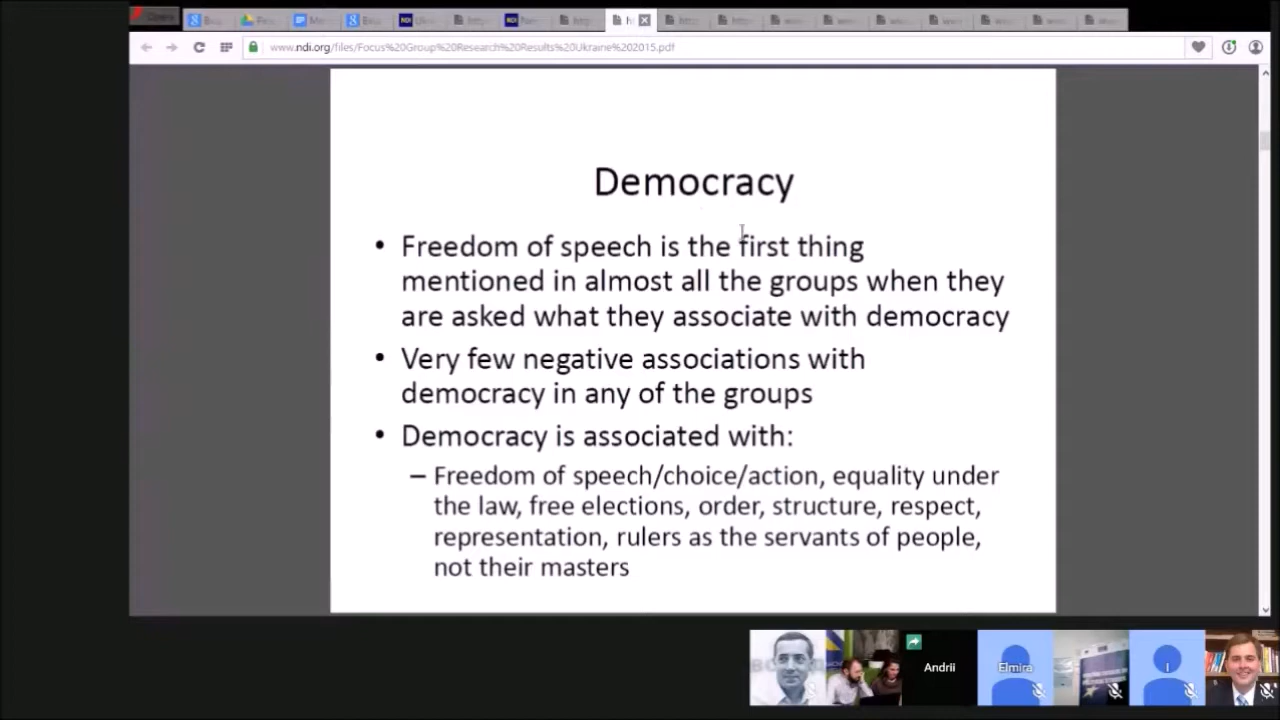 Opera
NDI
NDI
www.ndi.org/files/Focus%20Group%20Research%20Results%20Ukraine%202015.pdf
Democracy
• Freedom of speech is the first thing
mentioned in almost all the groups when they
are asked what they associate with democracy
• Very few negative associations with
democracy in any of the groups
• Democracy is associated with:
– Freedom of speech/choice/action, equality under
the law, free elections, order, structure, respect,
representation, rulers as the servants of people,
not their masters
Andrii
Elmira
I